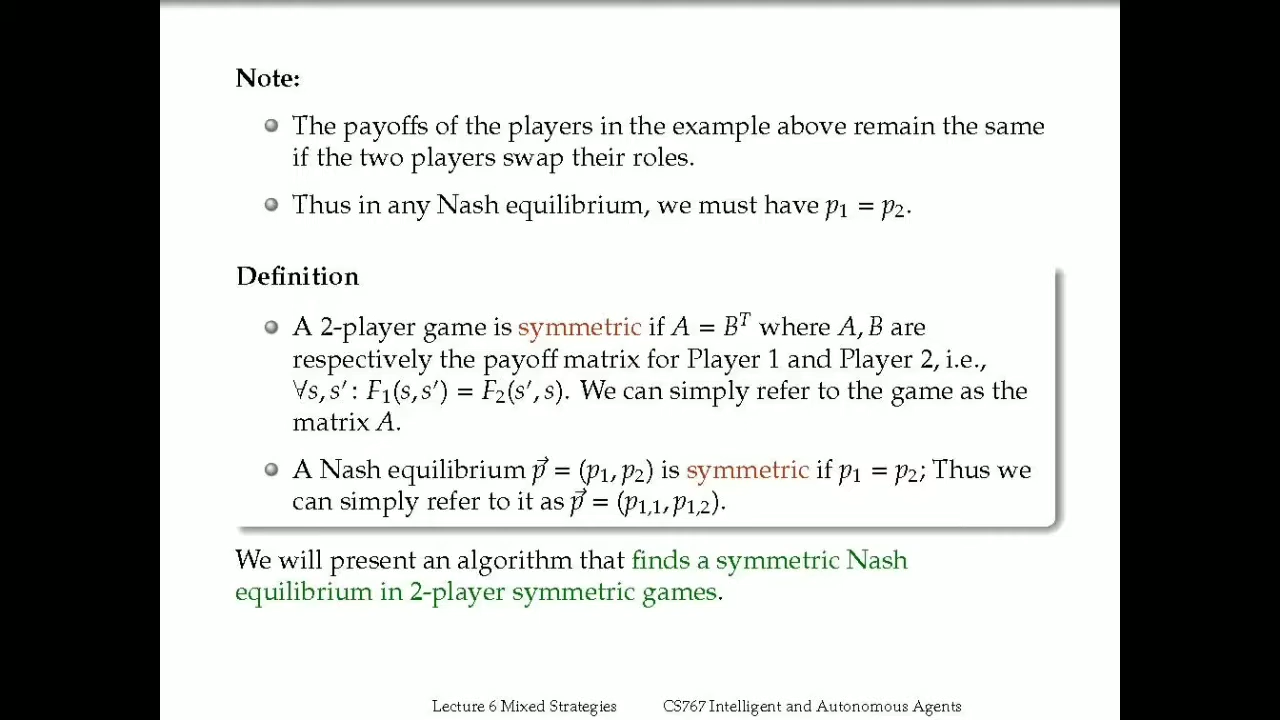 Note:
The payoffs of the players in the example above remain the same
if the two players swap their roles.
Thus in any Nash equilibrium, we must have p₁ = p₂.
Definition
A 2-player game is symmetric if A = Bᵀ where A, B are
respectively the payoff matrix for Player 1 and Player 2, i.e.,
∀s, s′: F₁(s, s′) = F₂(s′, s). We can simply refer to the game as the
matrix A.
A Nash equilibrium p⃗ = (p₁, p₂) is symmetric if p₁ = p₂; Thus we
can simply refer to it as p⃗ = (p₁,₁, p₁,₂).
We will present an algorithm that finds a symmetric Nash
equilibrium in 2-player symmetric games.
Lecture 6 Mixed Strategies CS767 Intelligent and Autonomous Agents